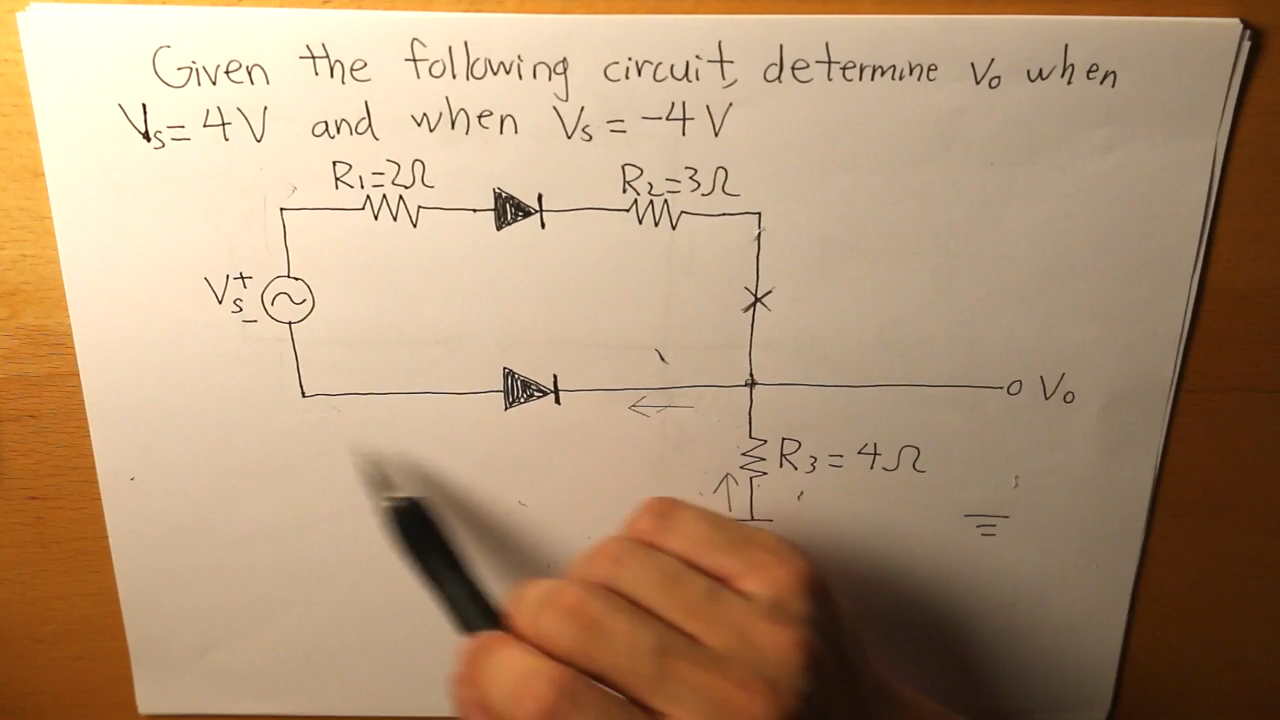 Given the following circuit, determine Vo when
Vs=4V and when Vs=-4V
R1=2Ω
R2=3Ω
Vs
+
-
Vo
R3=4Ω